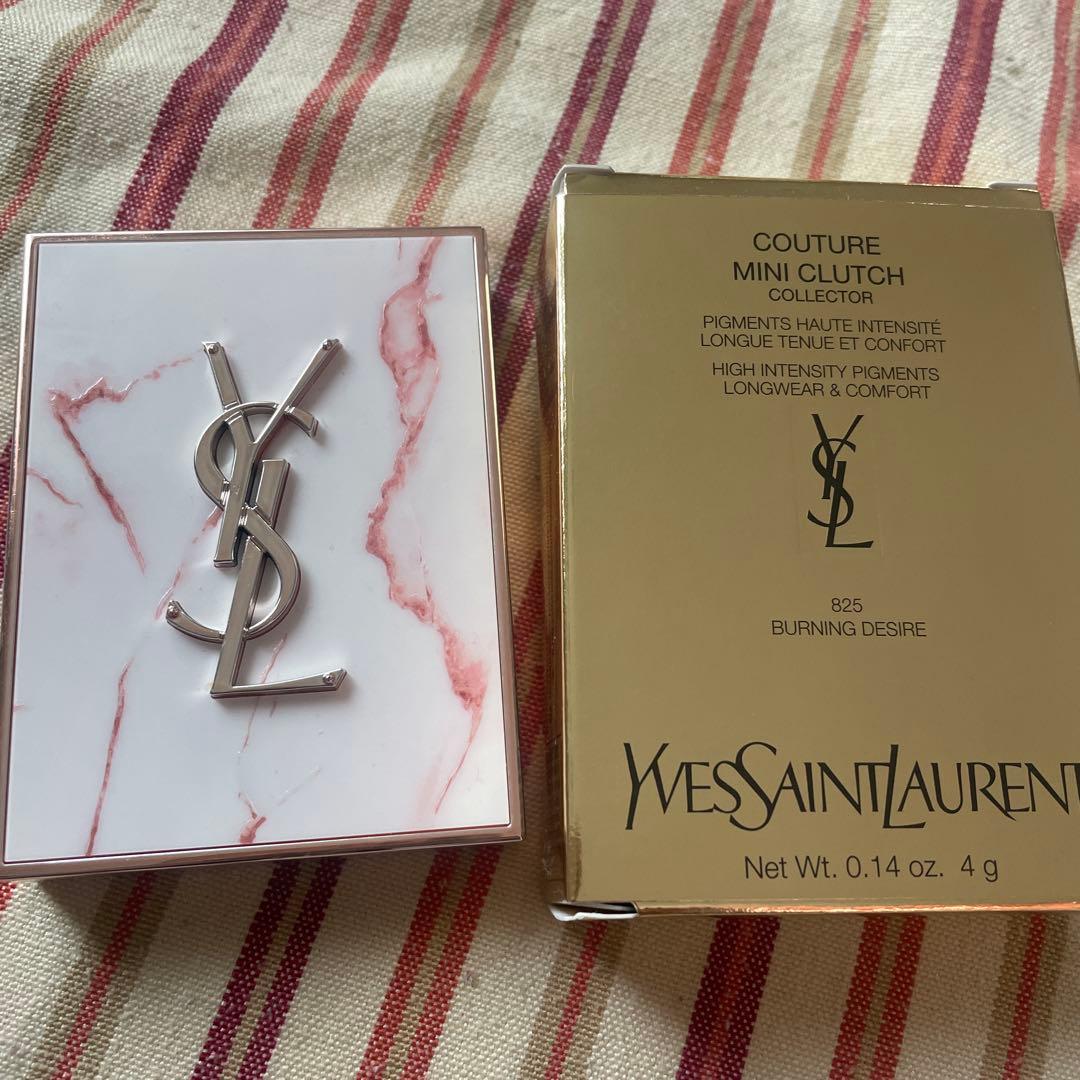 YSL
COUTURE
MINI CLUTCH
COLLECTOR
PIGMENTS HAUTE INTENSITÉ
LONGUE TENUE ET CONFORT
HIGH INTENSITY PIGMENTS
LONGWEAR & COMFORT
YSL
825
BURNING DESIRE
YVESSAINTLAURENT
Net Wt. 0.14 oz. 4 g